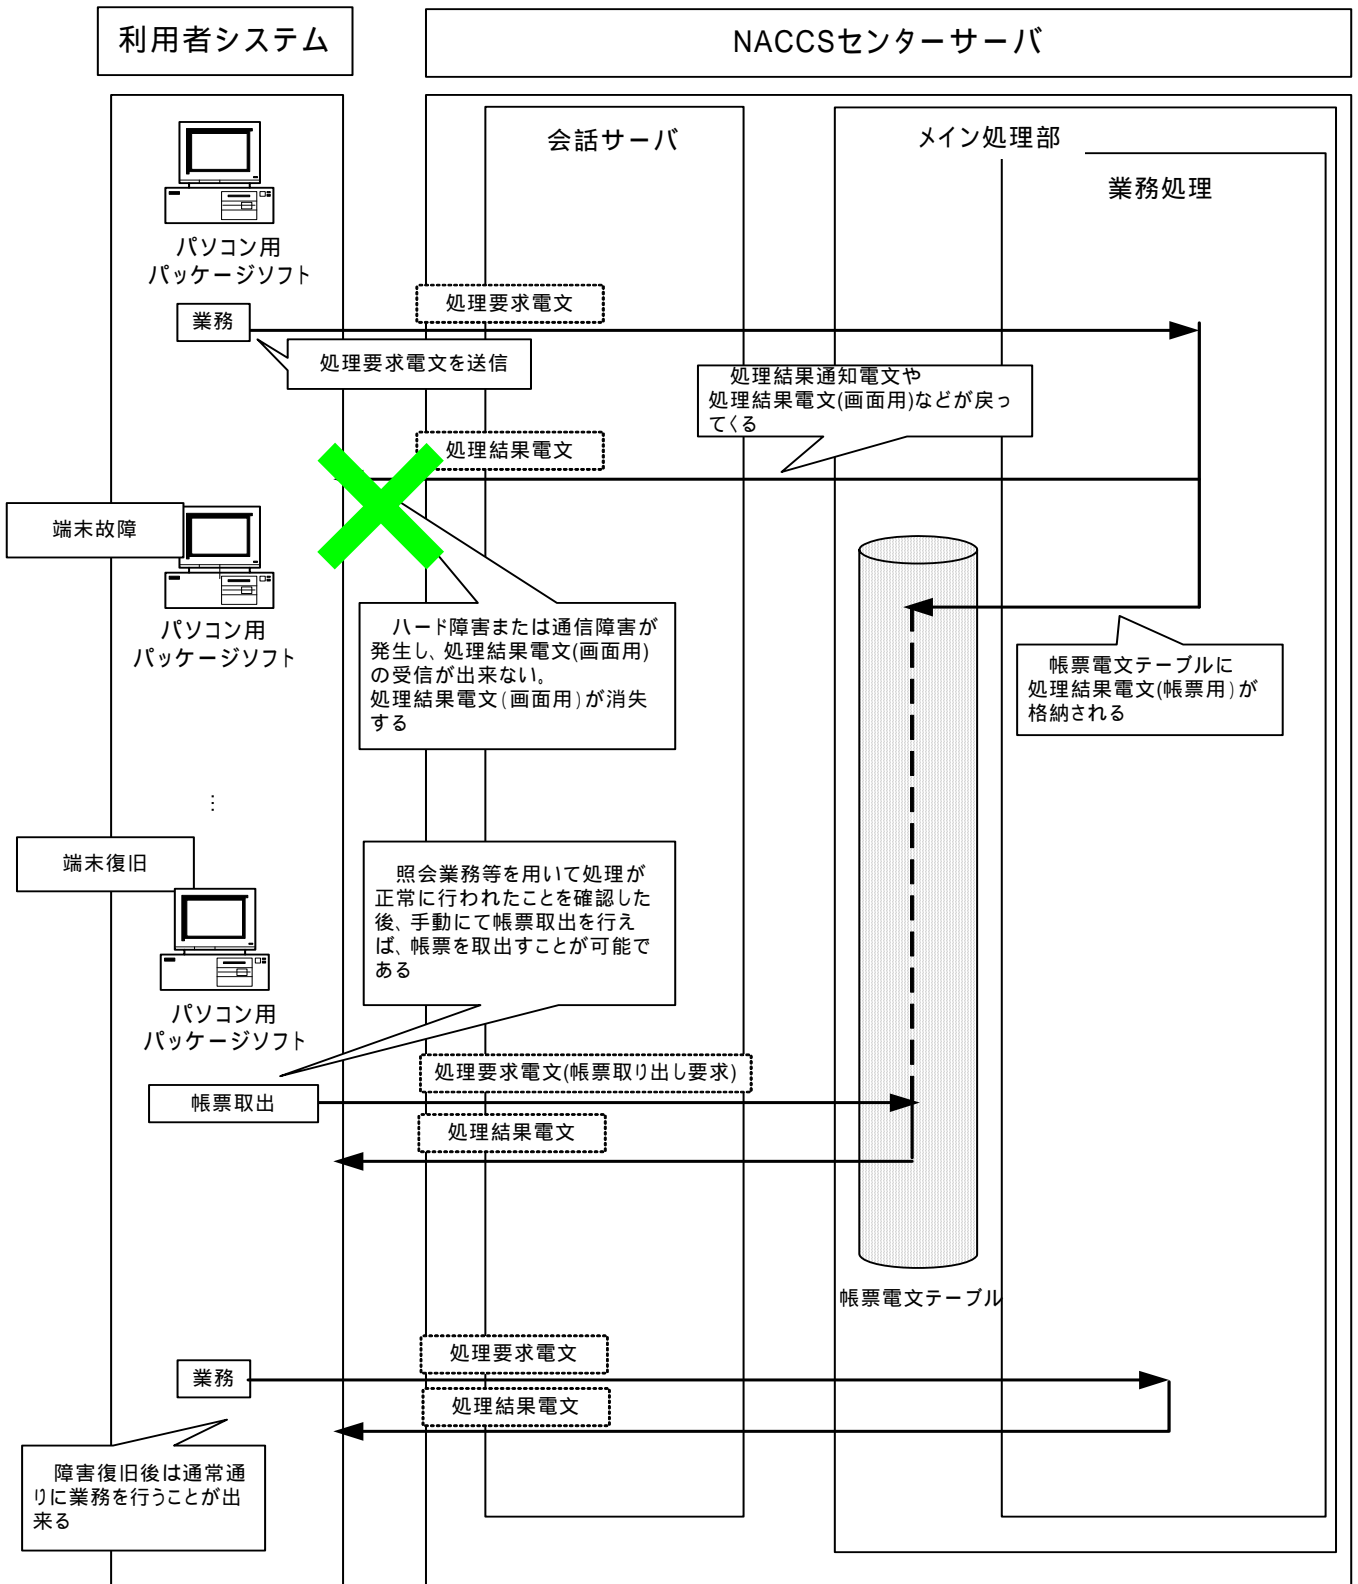 利用者システム
NACCSセンターサーバ
会話サーバ
メイン処理部
業務処理
パソコン用
パッケージソフト
処理要求電文
業務
処理要求電文を送信
処理結果通知電文や
処理結果電文(画面用)などが戻っ
てくる
処理結果電文
端末故障
パソコン用
パッケージソフト
ハード障害または通信障害が
発生し、処理結果電文(画面用)
の受信が出来ない。
処理結果電文(画面用)が消失
する
帳票電文テーブルに
処理結果電文(帳票用)が
格納される
…
端末復旧
照会業務等を用いて処理が
正常に行われたことを確認した
後、手動にて帳票取出を行え
ば、帳票を取出すことが可能で
ある
パソコン用
パッケージソフト
処理要求電文(帳票取り出し要求)
帳票取出
処理結果電文
帳票電文テーブル
処理要求電文
業務
処理結果電文
障害復旧後は通常通
りに業務を行うことが出
来る